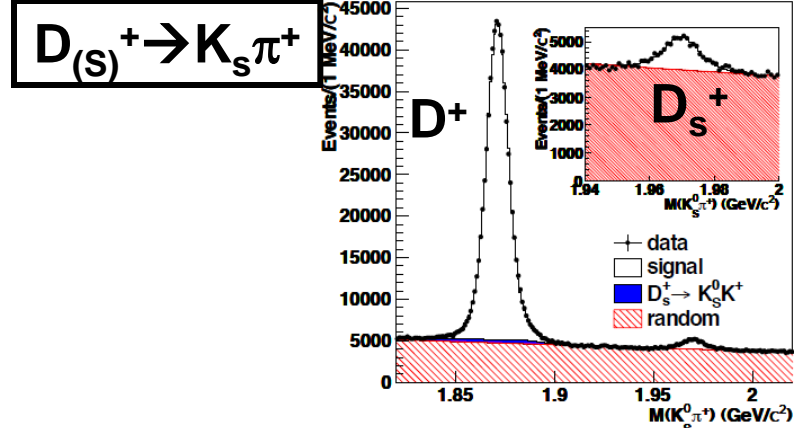 D(S)+→Ksπ+
Events/(1 MeV/c²)
45000
40000
35000
30000
25000
20000
15000
10000
5000
0
1.85
1.9
1.95
2
M(K⁰Sπ⁺) (GeV/c²)
D+
Events/(1 MeV/c²)
5000
4000
3000
2000
1000
0
1.94
1.96
1.98
2
M(K⁰Sπ⁺) (GeV/c²)
Ds+
data
signal
D⁺s→ K⁰SK⁺
random